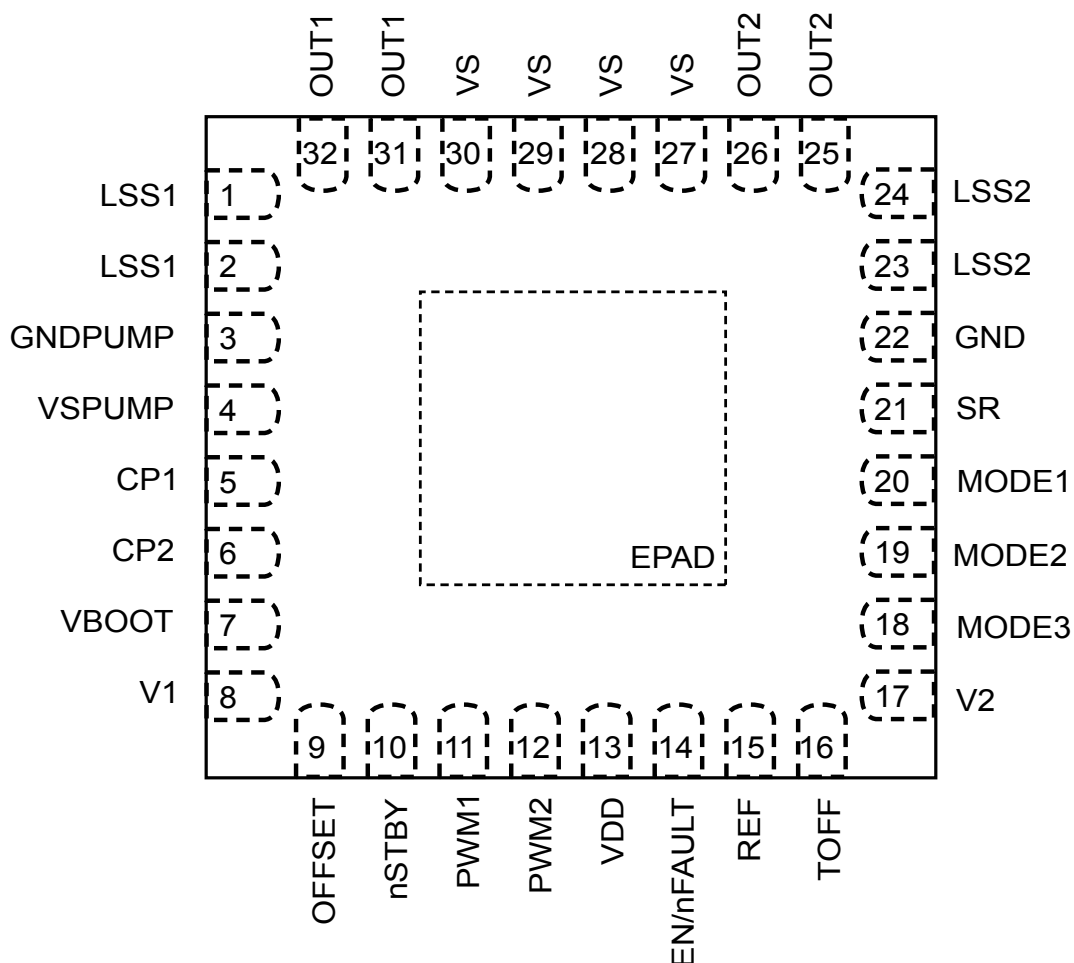 OUT1 OUT1 VS VS VS VS OUT2 OUT2
32 31 30 29 28 27 26 25
LSS1 1 24 LSS2
LSS1 2 23 LSS2
GNDPUMP 3 22 GND
VSPUMP 4 21 SR
CP1 5 20 MODE1
CP2 6 19 MODE2
EPAD
VBOOT 7 18 MODE3
V1 8 17 V2
9 10 11 12 13 14 15 16
OFFSET nSTBY PWM1 PWM2 VDD EN/nFAULT REF TOFF